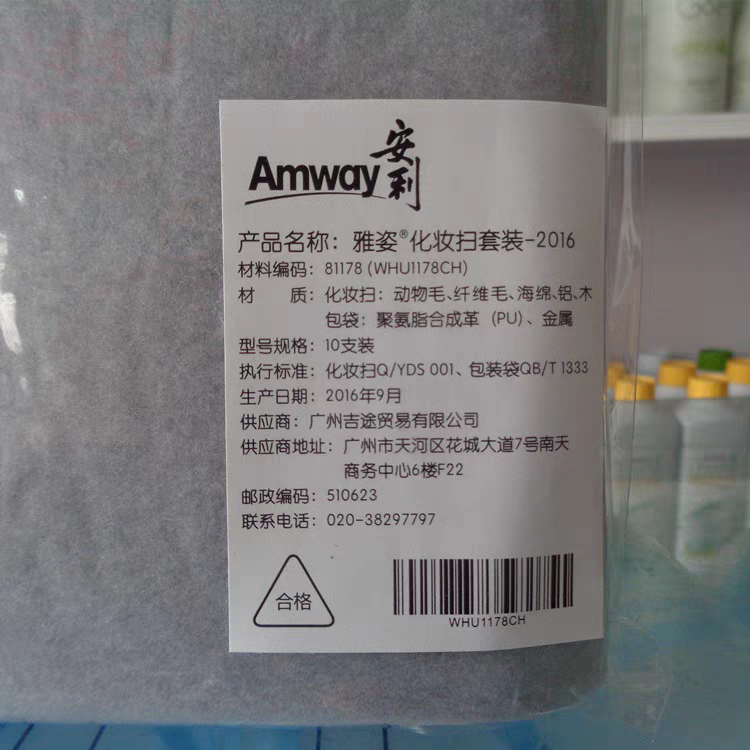 Amway 安利
产品名称：雅姿®化妆扫套装-2016
材料编码：81178 (WHU1178CH)
材 质：化妆扫：动物毛、纤维毛、海绵、铝、木
包袋：聚氨脂合成革（PU）、金属
型号规格：10支装
执行标准：化妆扫Q/YDS 001、包装袋QB/T 1333
生产日期：2016年9月
供应商：广州吉途贸易有限公司
供应商地址：广州市天河区花城大道7号南天
商务中心6楼F22
邮政编码：510623
联系电话：020-38297797
合格
WHU1178CH